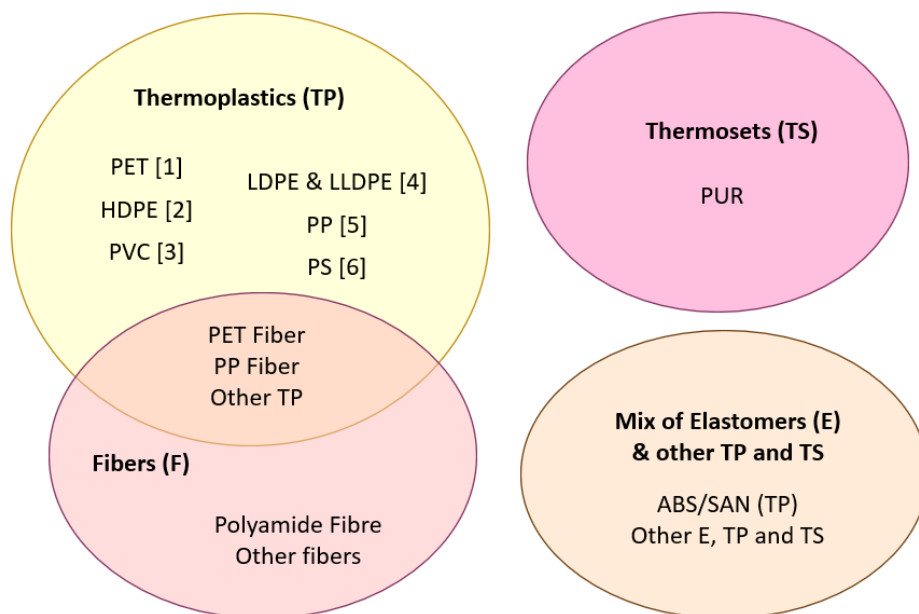 Thermoplastics (TP)
PET [1]
HDPE [2]
PVC [3]
LDPE & LLDPE [4]
PP [5]
PS [6]
PET Fiber
PP Fiber
Other TP
Fibers (F)
Polyamide Fibre
Other fibers
Thermosets (TS)
PUR
Mix of Elastomers (E)
& other TP and TS
ABS/SAN (TP)
Other E, TP and TS